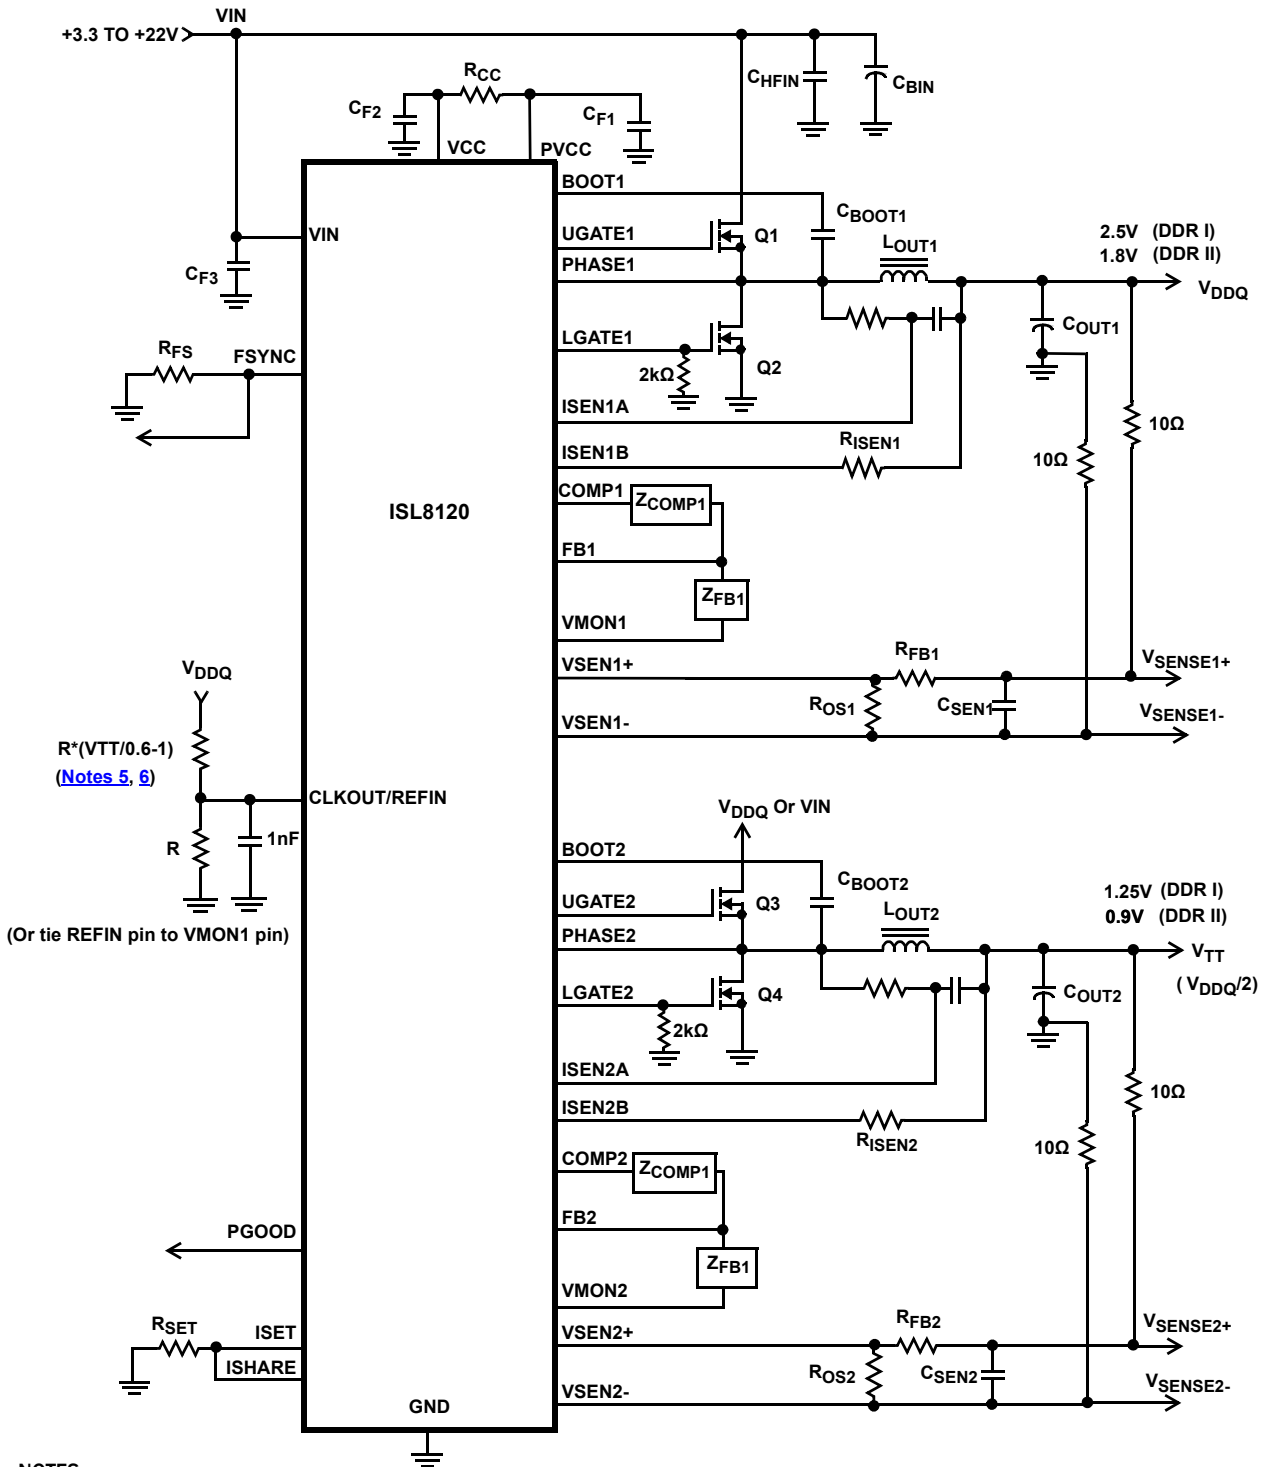 VIN
+3.3 TO +22V
RCC
CF2
CF1
CHFIN
CBIN
VCC
PVCC
BOOT1
CBOOT1
VIN
UGATE1
Q1
LOUT1
2.5V (DDR I)
1.8V (DDR II)
CF3
PHASE1
VDDQ
COUT1
RFS
FSYNC
LGATE1
Q2
2kΩ
ISEN1A
10Ω
ISEN1B
RISEN1
10Ω
COMP1
ZCOMP1
ISL8120
FB1
ZFB1
VMON1
VDDQ
VSEN1+
RFB1
VSENSE1+
ROS1
CSEN1
VSEN1-
VSENSE1-
R*(VTT/0.6-1)
(Notes 5, 6)
CLKOUT/REFIN
VDDQ Or VIN
R
1nF
BOOT2
CBOOT2
1.25V (DDR I)
UGATE2
Q3
LOUT2
0.9V (DDR II)
(Or tie REFIN pin to VMON1 pin)
PHASE2
VTT
(VDDQ/2)
LGATE2
Q4
COUT2
2kΩ
ISEN2A
10Ω
ISEN2B
RISEN2
10Ω
COMP2
ZCOMP1
FB2
PGOOD
ZFB1
VMON2
RSET
ISET
VSEN2+
RFB2
VSENSE2+
ISHARE
ROS2
CSEN2
VSENSE2-
GND
VSEN2-
NOTES